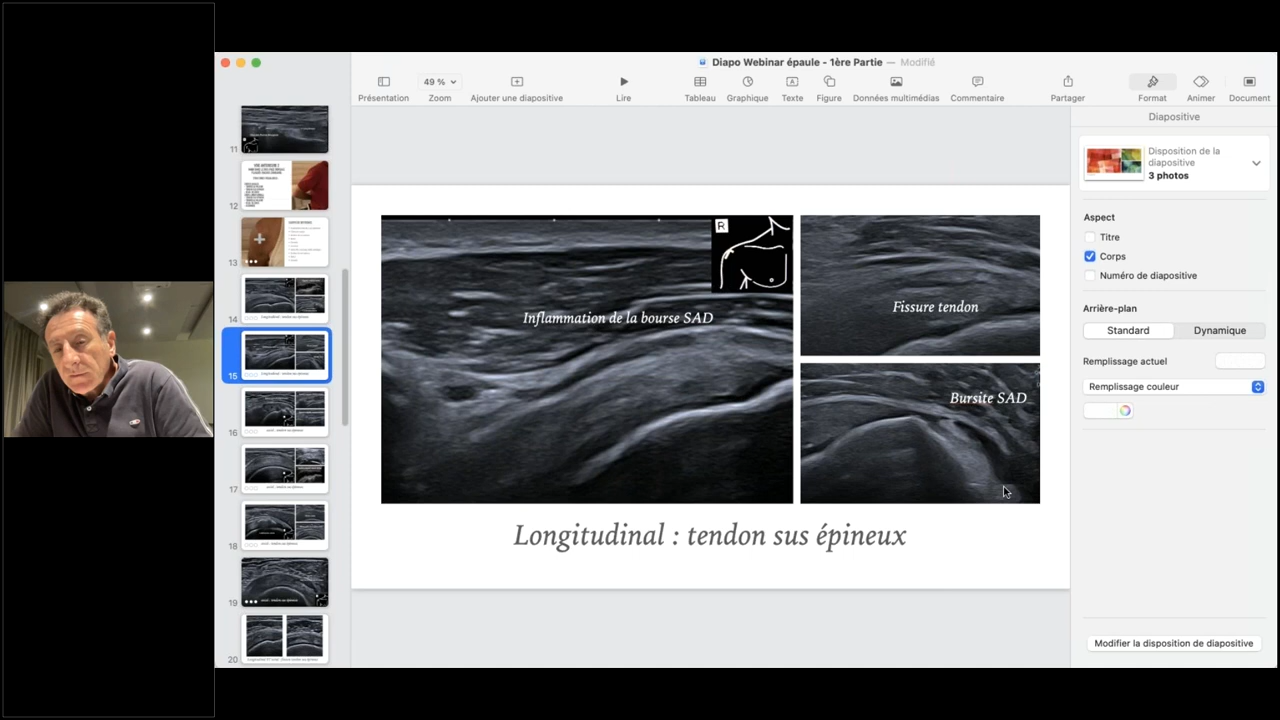 Diapo Webinar épaule - 1ère Partie — Modifié
49 %
Présentation
Zoom
Ajouter une diapositive
Lire
Tableau
Graphique
Texte
Figure
Données multimédias
Commentaire
Partager
Format
Animer
Document
11
12
13
14
15
16
17
18
19
20
R
Inflammation de la bourse SAD
Fissure tendon
Bursite SAD
Longitudinal : tendon sus épineux
Diapositive
Disposition de la
diapositive
3 photos
Aspect
Titre
Corps
Numéro de diapositive
Arrière-plan
Standard
Dynamique
Remplissage actuel
Remplissage couleur
Modifier la disposition de diapositive